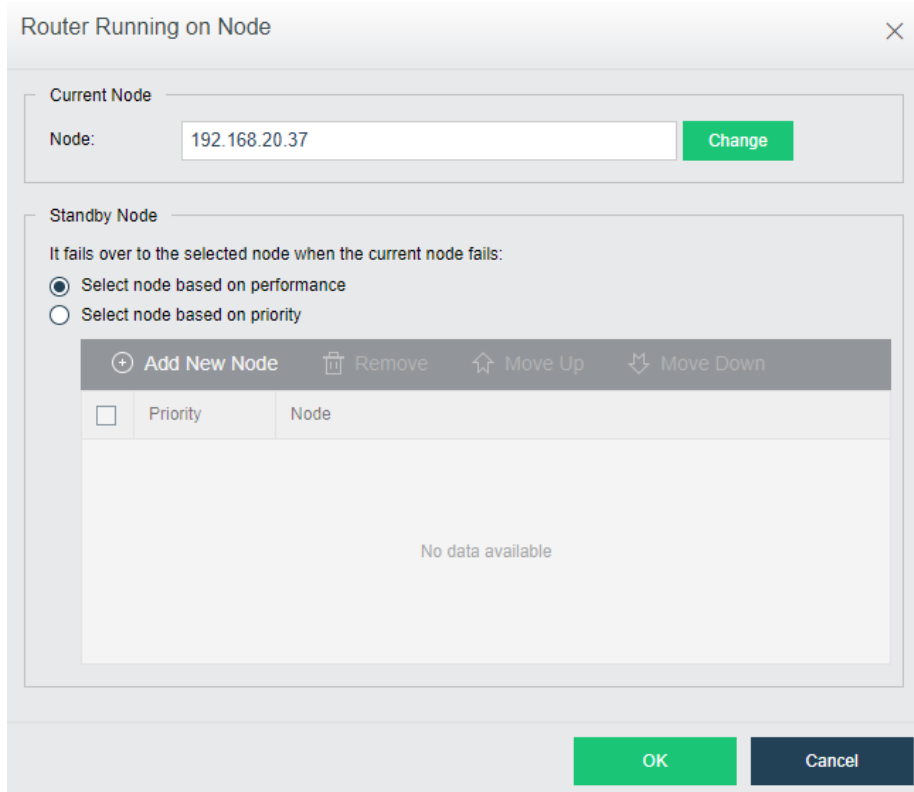 Router Running on Node
Current Node
Node: 192.168.20.37 Change
Standby Node
It fails over to the selected node when the current node fails:
Select node based on performance
Select node based on priority
Add New Node Remove Move Up Move Down
Priority Node
No data available
OK Cancel